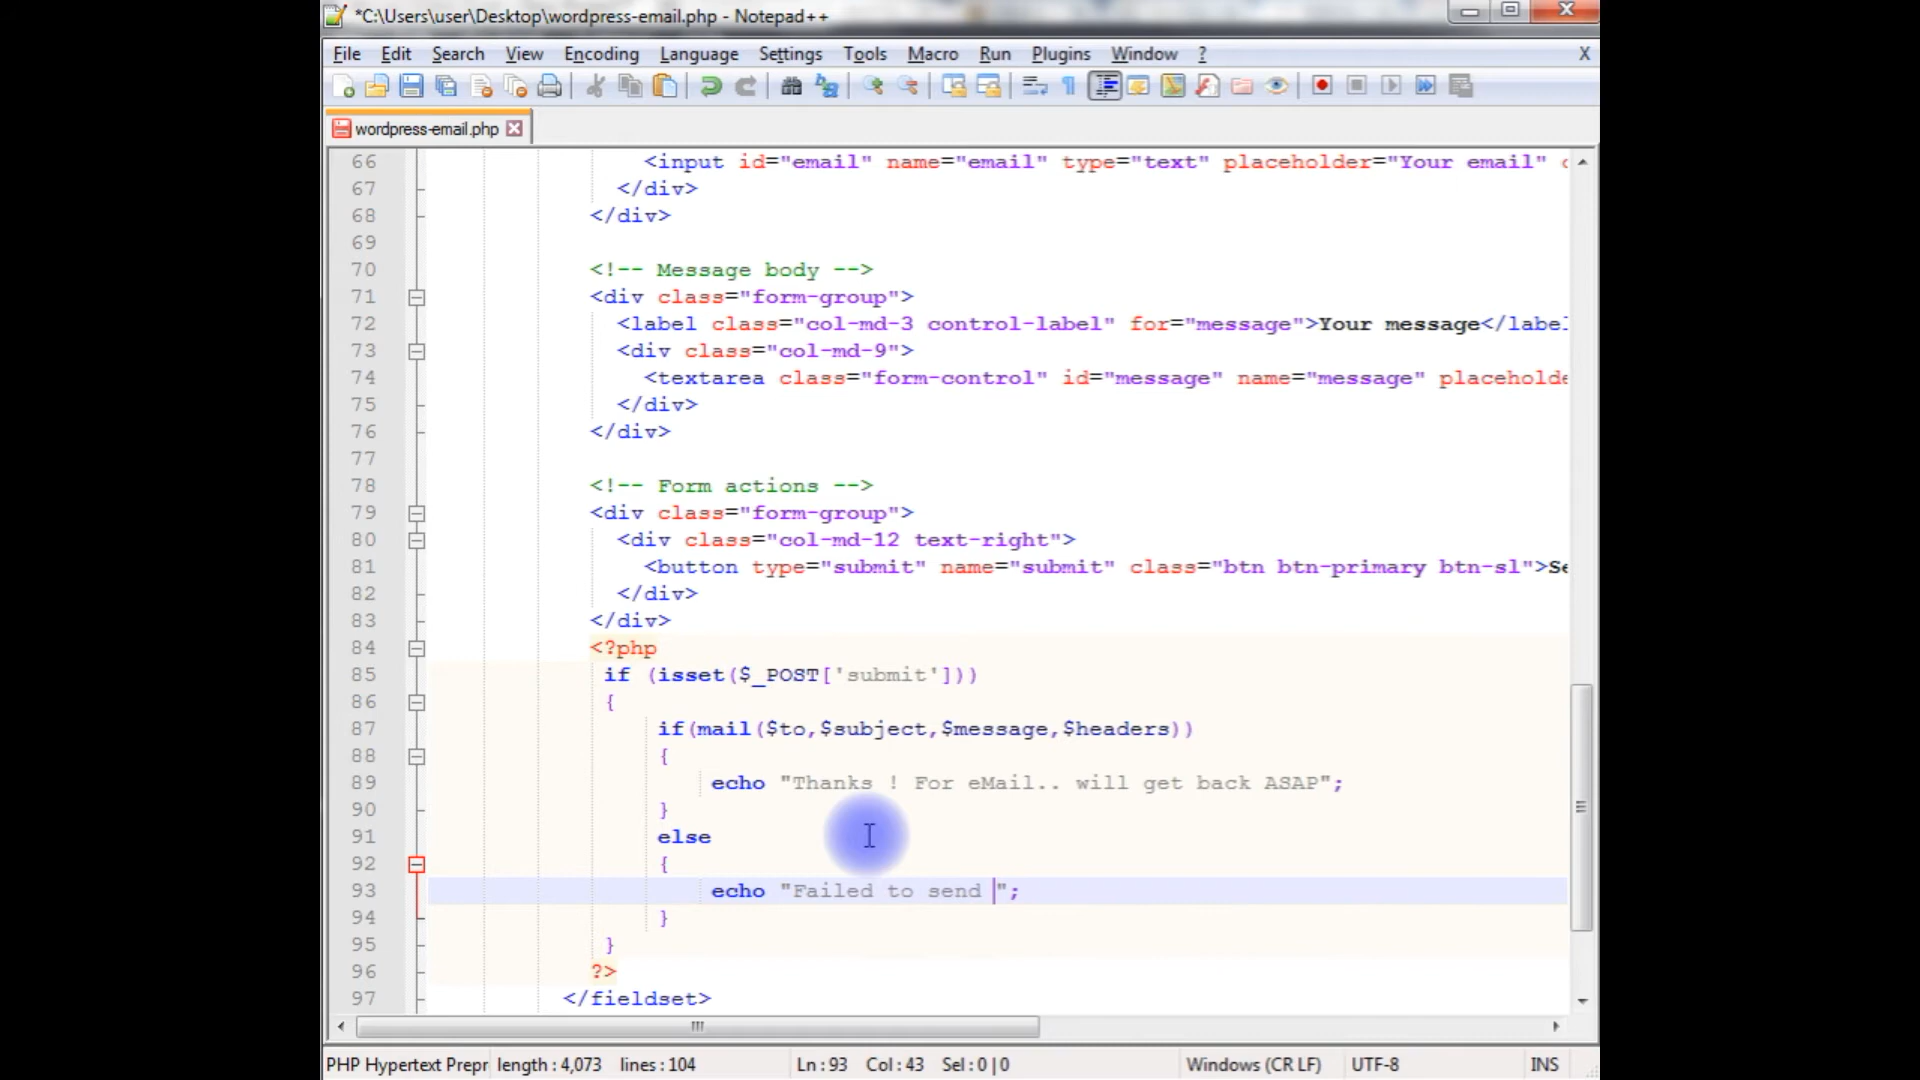 *C:\Users\user\Desktop\wordpress-email.php - Notepad++
File Edit Search View Encoding Language Settings Tools Macro Run Plugins Window ? X
wordpress-email.php
66 <input id="email" name="email" type="text" placeholder="Your email"
67 </div>
68 </div>
69
70 <!-- Message body -->
71 <div class="form-group">
72 <label class="col-md-3 control-label" for="message">Your message</label
73 <div class="col-md-9">
74 <textarea class="form-control" id="message" name="message" placeholde
75 </div>
76 </div>
77
78 <!-- Form actions -->
79 <div class="form-group">
80 <div class="col-md-12 text-right">
81 <button type="submit" name="submit" class="btn btn-primary btn-sl">Se
82 </div>
83 </div>
84 <?php
85 if (isset($_POST['submit']))
86 {
87 if(mail($to,$subject,$message,$headers))
88 {
89 echo "Thanks ! For eMail.. will get back ASAP";
90 }
91 else
92 {
93 echo "Failed to send ";
94 }
95 }
96 ?>
97 </fieldset>
PHP Hypertext Prepr length : 4,073 lines : 104 Ln : 93 Col : 43 Sel : 0 | 0 Windows (CR LF) UTF-8 INS